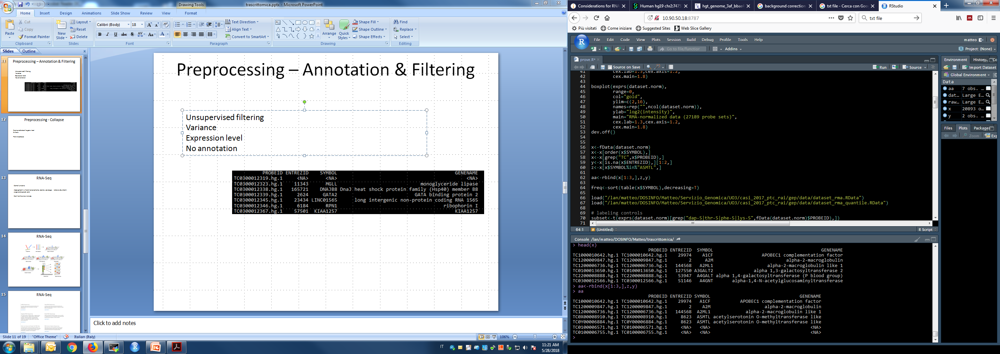 Drawing Tools
trascrittomica.pptx - Microsoft PowerPoint
Home Insert Design Animations Slide Show Review View Format
Paste
Cut
Copy
Format Painter
Clipboard
New Slide
Layout
Reset
Delete
Slides
Calibri (Body) 18
Font
Paragraph
Text Direction
Align Text
Convert to SmartArt
Arrange
Quick Styles
Shape Fill
Shape Outline
Shape Effects
Drawing
Find
Replace
Select
Editing
Slides Outline
11
Preprocessing – Annotation & Filtering
Unsupervised filtering
Variance
Expression level
No annotation
12
Preprocessing - Collapse
13
RNA-Seq
14
RNA-Seq
15
RNA-Seq
Preprocessing – Annotation & Filtering
Unsupervised filtering
Variance
Expression level
No annotation
PROBEID ENTREZID SYMBOL GENENAME
TC0300012319.hg.1 <NA> <NA> <NA>
TC0300012323.hg.1 11343 MGLL monoglyceride lipase
TC0300012338.hg.1 165721 DNAJB8 DnaJ heat shock protein family (Hsp40) member B8
TC0300012339.hg.1 2624 GATA2 GATA binding protein 2
TC0300012345.hg.1 23434 LINC01565 long intergenic non-protein coding RNA 1565
TC0300012346.hg.1 6184 RPN1 ribophorin I
TC0300012367.hg.1 57501 KIAA1257 KIAA1257
Click to add notes
Slide 11 of 19 "Office Theme" Italian (Italy) 106%
IT
11:21 AM
5/28/2018
Considerations for RNA
Human hg19 chr2:7475
hgt_genome_3af_bbae
background correction
txt file - Cerca con Goo
RStudio
10.90.50.18:8787
txt file
Più visitati Come iniziare Suggested Sites Web Slice Gallery
File Edit Code View Plots Session Build Debug Profile Tools Help
matteo
Go to file/function
Addins
Project: (None)
prove.R*
Source on Save
Run
Source
41 cex.lab=1.3,cex.axis=1.2,
42 cex.main=1.8)
43
44 boxplot(exprs(dataset.norm),
45 range=0,
46 col="gold",
47 ylim=c(2,16),
48 names=rep("",ncol(dataset.norm)),
49 ylab="log2(intensity)",
50 main="RMA-normalized data (27189 probe sets)",
51 cex.lab=1.3,cex.axis=1.2,
52 cex.main=1.8)
53 dev.off()
54
55
56 x<-fData(dataset.norm)
57 x<-x[order(x$SYMBOL),]
58 x<-x[grep("TC",x$PROBEID),]
59 y<-x[is.na(x$ENTREZID),][1:2,]
60 z<-x[x$SYMBOL%in%"ASMTL",]
61
62 aa<-rbind(x[1:3,],z,y)
63
64 freq<-sort(table(x$SYMBOL),decreasing=T)
65
66 load("/lan/matteo/DOSINFO/Matteo/Servizio_Genomica/UO3/casi_2017_ptc_rai/gep/data/dataset_rma.RData")
67 load("/lan/matteo/DOSINFO/Matteo/Servizio_Genomica/UO3/casi_2017_ptc_rai/gep/data/dataset_rma_quantile.RData")
68
69 # labeling controls
70 subset<-t(exprs(dataset.norm)[grep("dap-5|thr-5|phe-5|lys-5",fData(dataset.norm)$PROBEID),])
71
64:1 (Untitled) R Script
Console /lan/matteo/DOSINFO/Matteo/trascrittomica/
> head(x)
PROBEID ENTREZID SYMBOL GENENAME
TC1000010642.hg.1 TC1000010642.hg.1 29974 A1CF APOBEC1 complementation factor
TC1200009847.hg.1 TC1200009847.hg.1 2 A2M alpha-2-macroglobulin
TC1200006736.hg.1 TC1200006736.hg.1 144568 A2ML1 alpha-2-macroglobulin like 1
TC0100013650.hg.1 TC0100013650.hg.1 127550 A3GALT2 alpha 1,3-galactosyltransferase 2
TC2200008888.hg.1 TC2200008888.hg.1 53947 A4GALT alpha 1,4-galactosyltransferase (P blood group)
TC0300012566.hg.1 TC0300012566.hg.1 51146 A4GNT alpha-1,4-N-acetylglucosaminyltransferase
> aa<-rbind(x[1:3,],z,y)
> aa
PROBEID ENTREZID SYMBOL GENENAME
TC1000010642.hg.1 TC1000010642.hg.1 29974 A1CF APOBEC1 complementation factor
TC1200009847.hg.1 TC1200009847.hg.1 2 A2M alpha-2-macroglobulin
TC1200006736.hg.1 TC1200006736.hg.1 144568 A2ML1 alpha-2-macroglobulin like 1
TC0X00008910.hg.1 TC0X00008910.hg.1 8623 ASMTL acetylserotonin O-methyltransferase like
TC0Y00006884.hg.1 TC0Y00006884.hg.1 8623 ASMTL acetylserotonin O-methyltransferase like
TC0100006571.hg.1 TC0100006571.hg.1 <NA> <NA> <NA>
TC0100006755.hg.1 TC0100006755.hg.1 <NA> <NA> <NA>
>
Environment History Co
Import Dataset
Global Environment
Data
aa 7 obs. ...
dat… Large E…
raw… Large E…
x 20893 o…
y 2 obs. …
Files Plots Packages
Zoom Exp